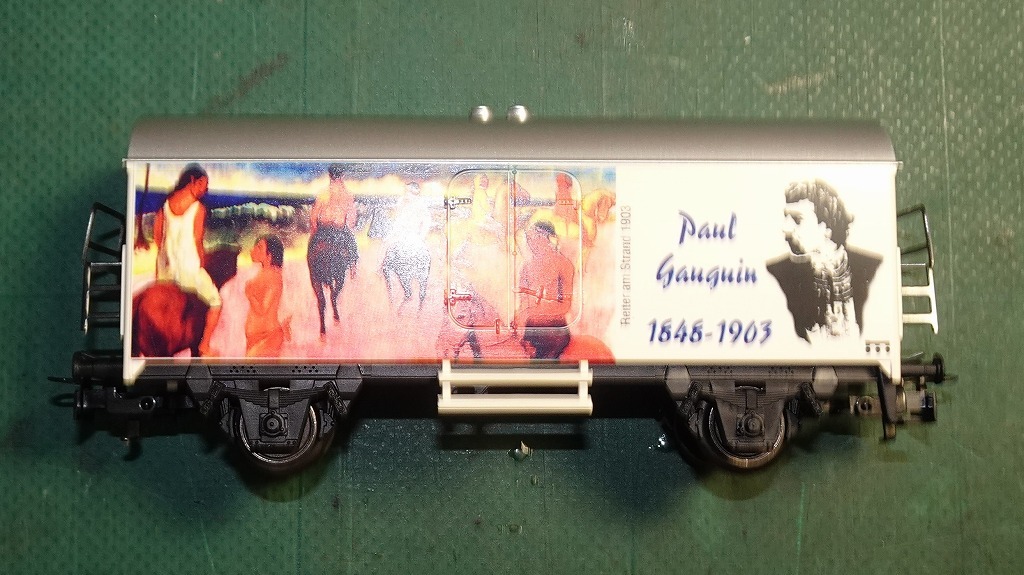 Reiter am Strand 1903
Paul
Gauguin
1848-1903